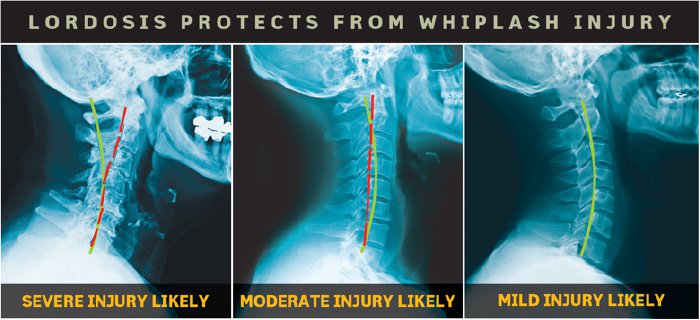 LORDOSIS PROTECTS FROM WHIPLASH INJURY
SEVERE INJURY LIKELY
MODERATE INJURY LIKELY
MILD INJURY LIKELY